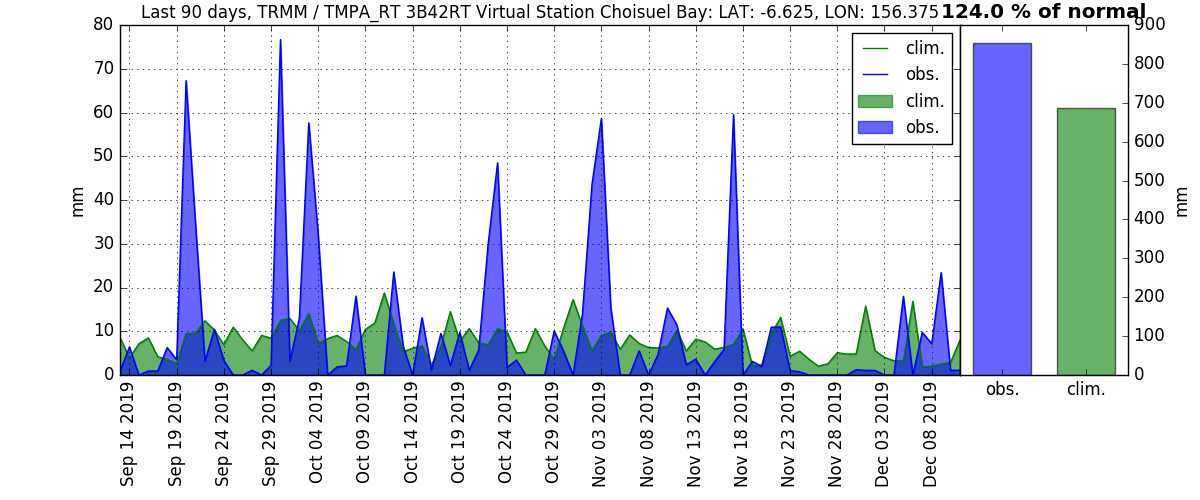 Last 90 days, TRMM / TMPA_RT 3B42RT Virtual Station Choisuel Bay: LAT: -6.625, LON: 156.375
124.0 % of normal
80
70
60
50
40
30
20
10
0
mm
clim.
obs.
clim.
obs.
900
800
700
600
500
400
300
200
100
0
mm
obs.
clim.
Sep 14 2019
Sep 19 2019
Sep 24 2019
Sep 29 2019
Oct 04 2019
Oct 09 2019
Oct 14 2019
Oct 19 2019
Oct 24 2019
Oct 29 2019
Nov 03 2019
Nov 08 2019
Nov 13 2019
Nov 18 2019
Nov 23 2019
Nov 28 2019
Dec 03 2019
Dec 08 2019